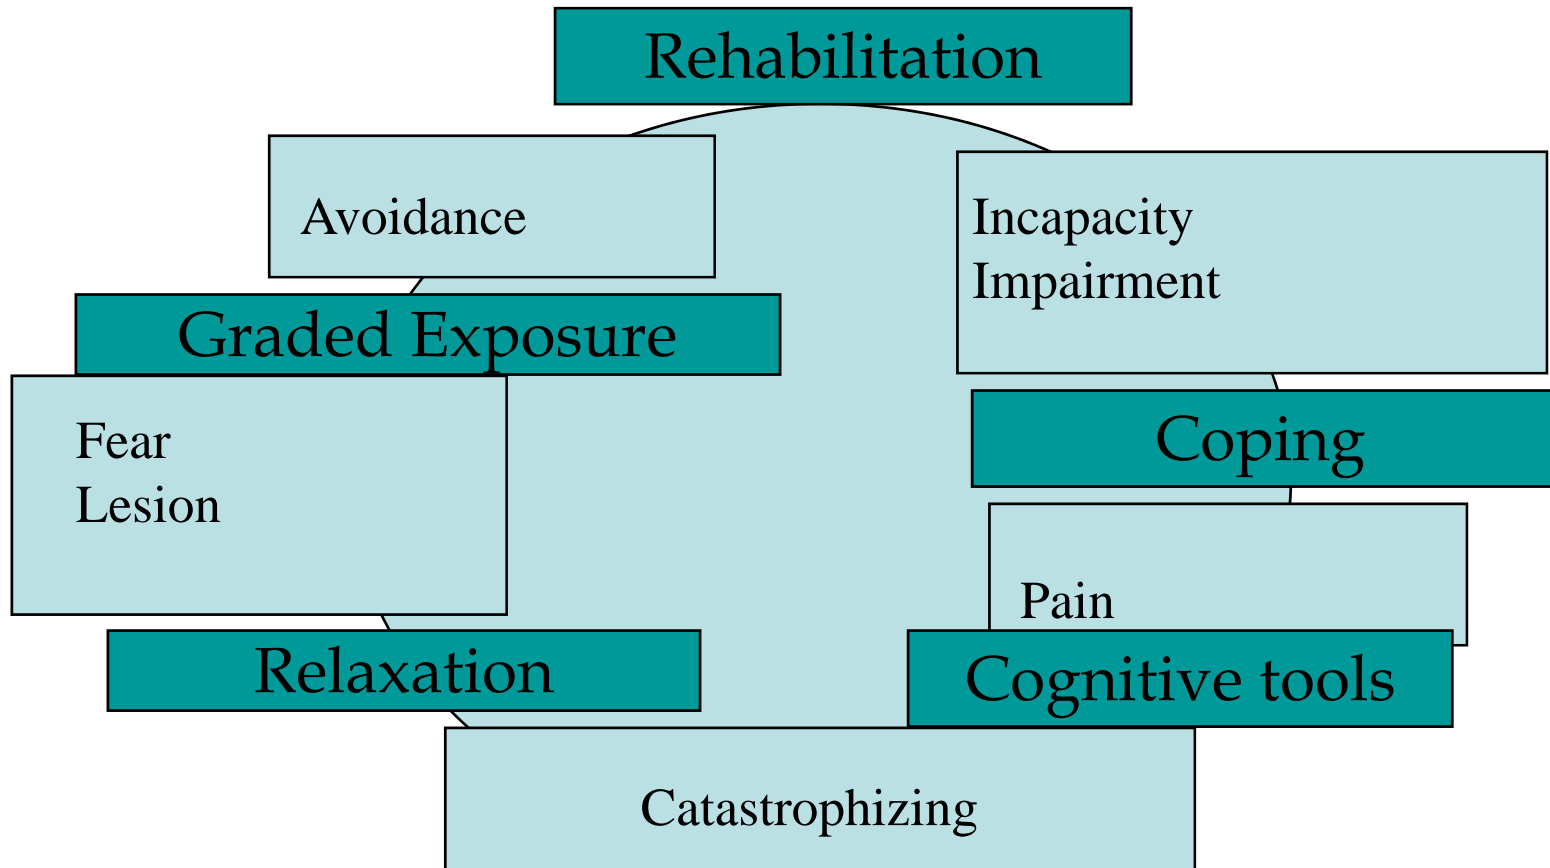 Rehabilitation
Avoidance
Incapacity
Impairment
Graded Exposure
Coping
Fear
Lesion
Pain
Relaxation
Cognitive tools
Catastrophizing